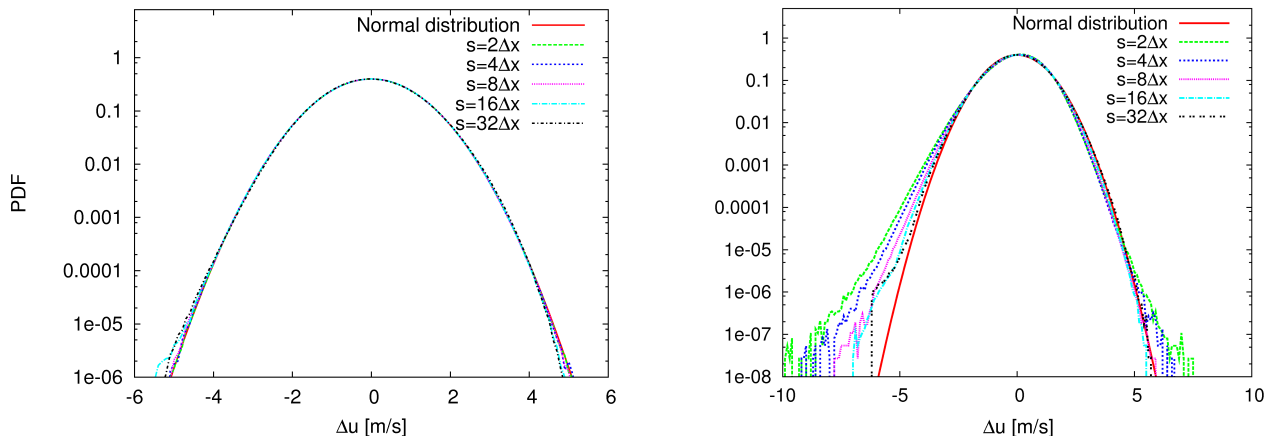 Normal distribution
s=2Δx
s=4Δx
s=8Δx
s=16Δx
s=32Δx
1
0.1
0.01
0.001
0.0001
1e-05
1e-06
PDF
-6
-4
-2
0
2
4
6
Δu [m/s]
Normal distribution
s=2Δx
s=4Δx
s=8Δx
s=16Δx
s=32Δx
1
0.1
0.01
0.001
0.0001
1e-05
1e-06
1e-07
1e-08
-10
-5
0
5
10
Δu [m/s]